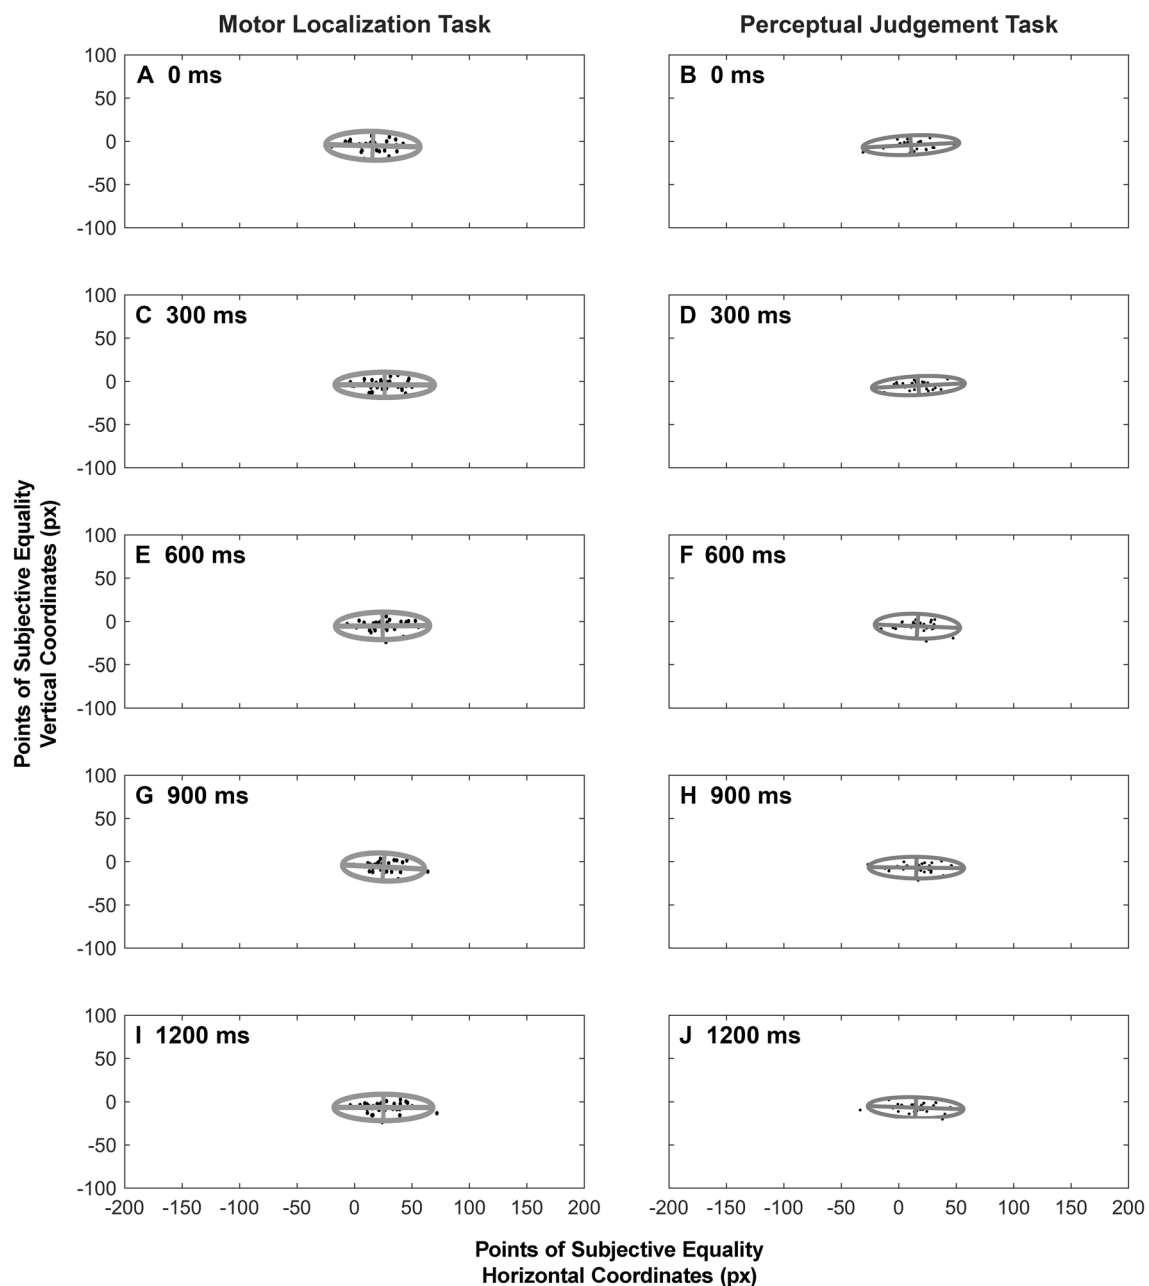 Motor Localization Task
Perceptual Judgement Task
A 0 ms
B 0 ms
100
50
0
-50
-100
C 300 ms
D 300 ms
100
50
0
-50
-100
E 600 ms
F 600 ms
100
50
0
-50
-100
G 900 ms
H 900 ms
100
50
0
-50
-100
I 1200 ms
J 1200 ms
100
50
0
-50
-100
-200 -150 -100 -50 0 50 100 150 200
-200 -150 -100 -50 0 50 100 150 200
Points of Subjective Equality
Vertical Coordinates (px)
Points of Subjective Equality
Horizontal Coordinates (px)